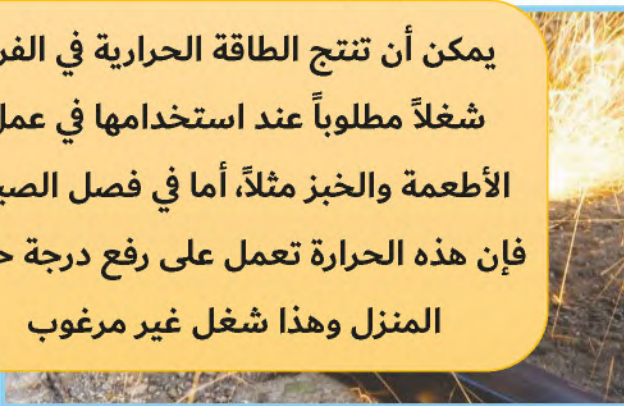 يمكن أن تنتج الطاقة الحرارية في
شغلاً مطلوباً عند استخدامها في
الأطعمة والخبز مثلاً، أما في فصل
فإن هذه الحرارة تعمل على رفع درجة
المنزل وهذا شغل غير مرغوب